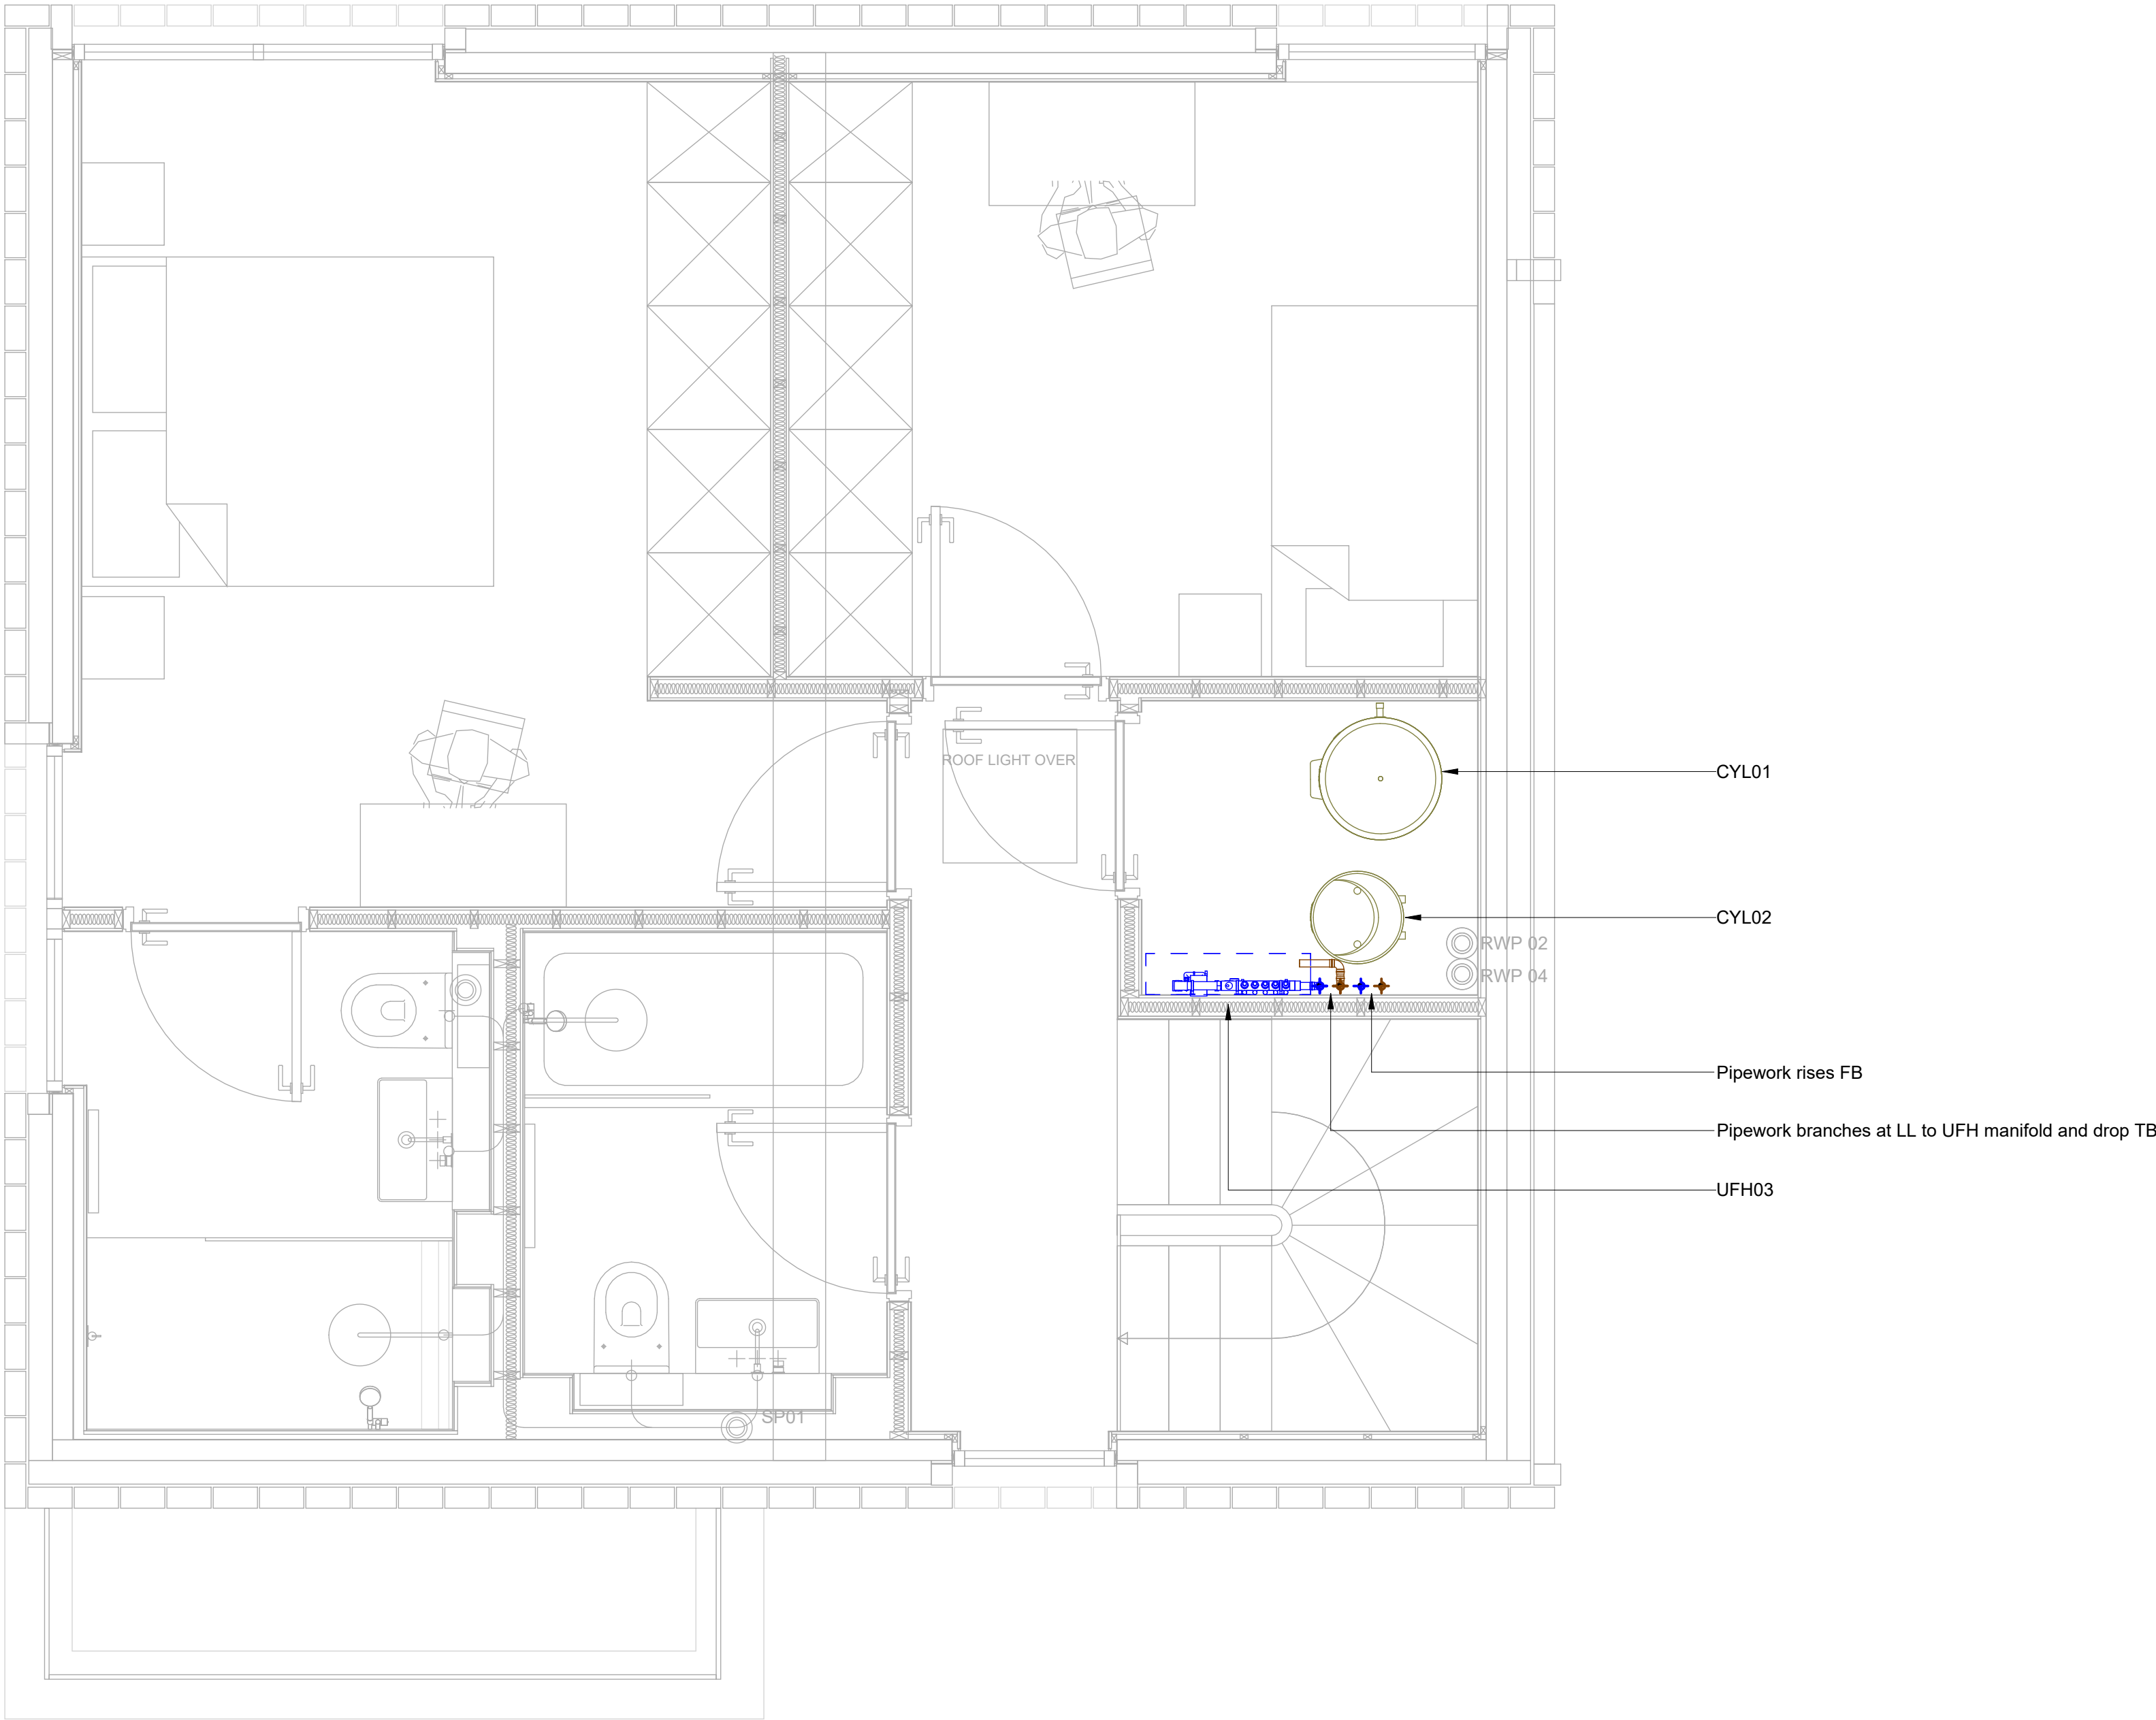 ROOF LIGHT OVER
CYL01
CYL02
RWP 02
RWP 04
Pipework rises FB
Pipework branches at LL to UFH manifold and drop TB
UFH03
SP01